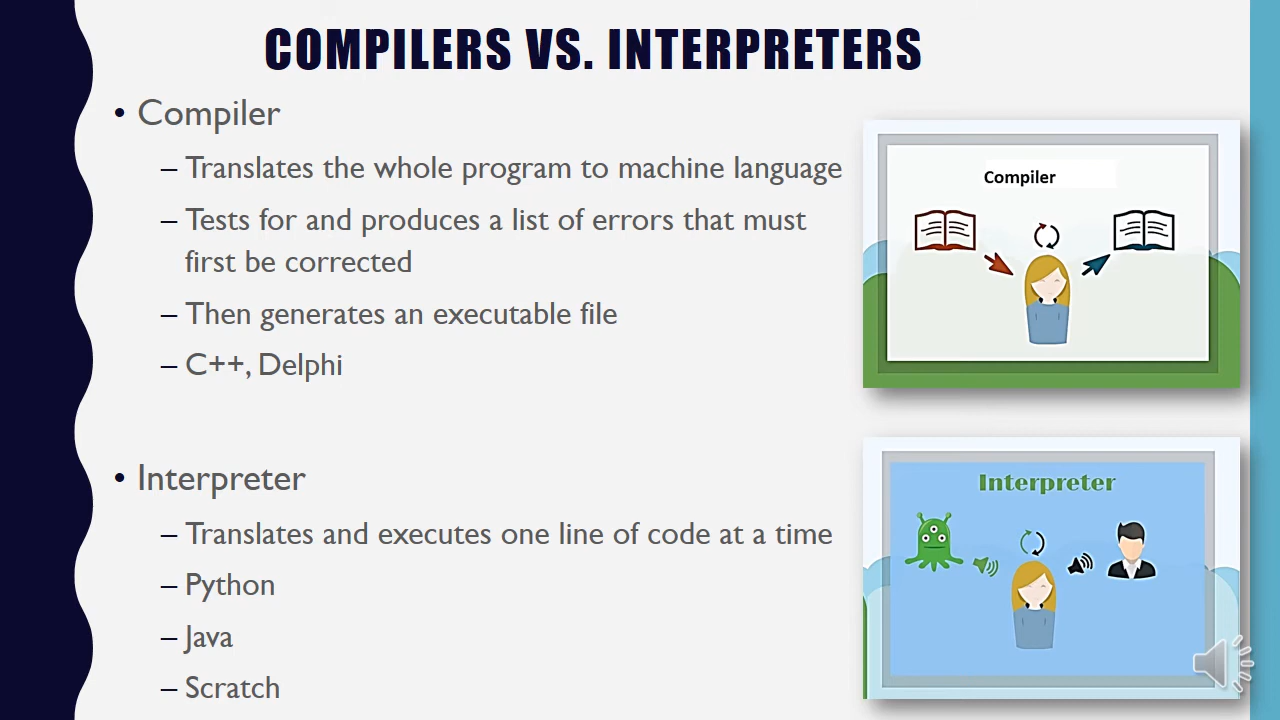 COMPILERS VS. INTERPRETERS
• Compiler
– Translates the whole program to machine language
– Tests for and produces a list of errors that must
first be corrected
– Then generates an executable file
– C++, Delphi
Compiler
• Interpreter
– Translates and executes one line of code at a time
– Python
– Java
– Scratch
Interpreter